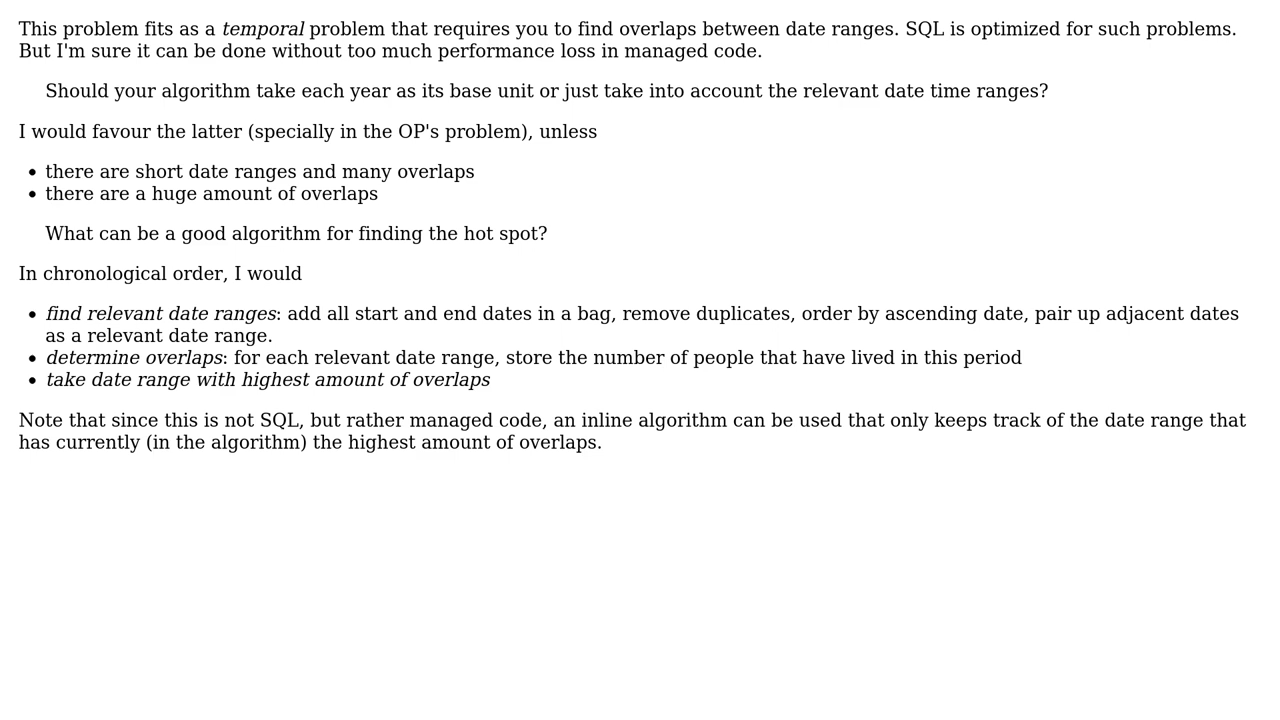 This problem fits as a temporal problem that requires you to find overlaps between date ranges. SQL is optimized for such problems.
But I'm sure it can be done without too much performance loss in managed code.
Should your algorithm take each year as its base unit or just take into account the relevant date time ranges?
I would favour the latter (specially in the OP's problem), unless
• there are short date ranges and many overlaps
• there are a huge amount of overlaps
What can be a good algorithm for finding the hot spot?
In chronological order, I would
• find relevant date ranges: add all start and end dates in a bag, remove duplicates, order by ascending date, pair up adjacent dates
as a relevant date range.
• determine overlaps: for each relevant date range, store the number of people that have lived in this period
• take date range with highest amount of overlaps
Note that since this is not SQL, but rather managed code, an inline algorithm can be used that only keeps track of the date range that
has currently (in the algorithm) the highest amount of overlaps.